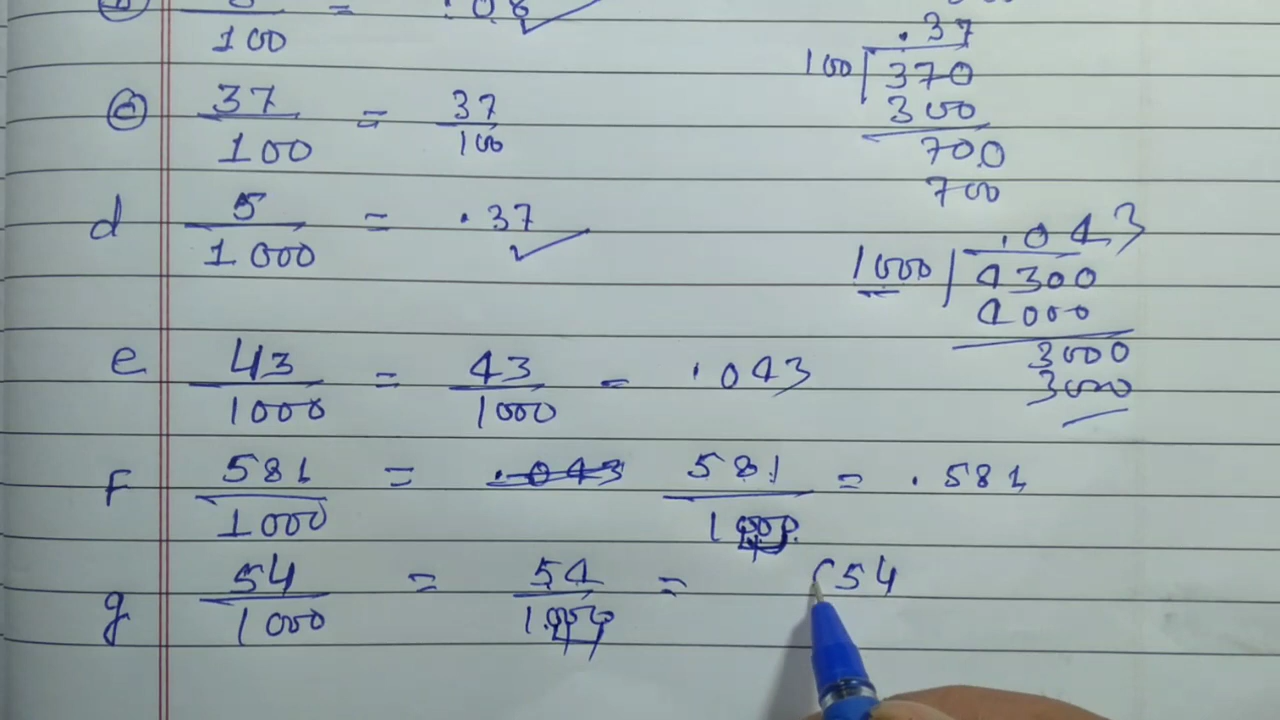 100 = .08
.37
c 37/100 = 37/100
100 370
300
700
700
d 5/1000 = .37
.043
1000 4300
4000
3000
3000
e 43/1000 = 43/1000 = .043
f 581/1000 = .043 581/1000 = .581
g 54/1000 = 54/1000 = 54